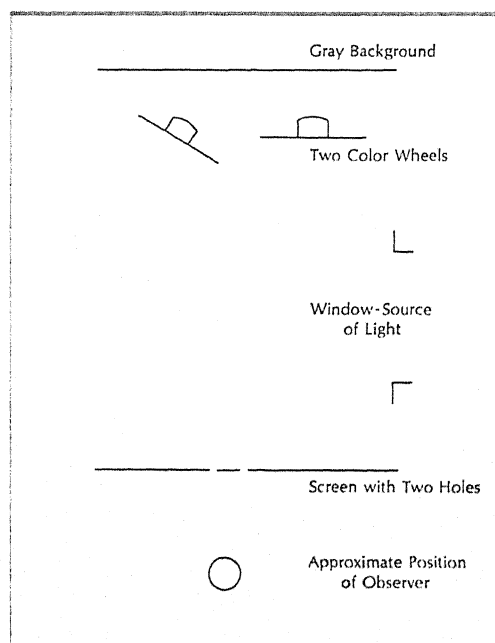 Gray Background
Two Color Wheels
Window-Source
of Light
Screen with Two Holes
Approximate Position
of Observer